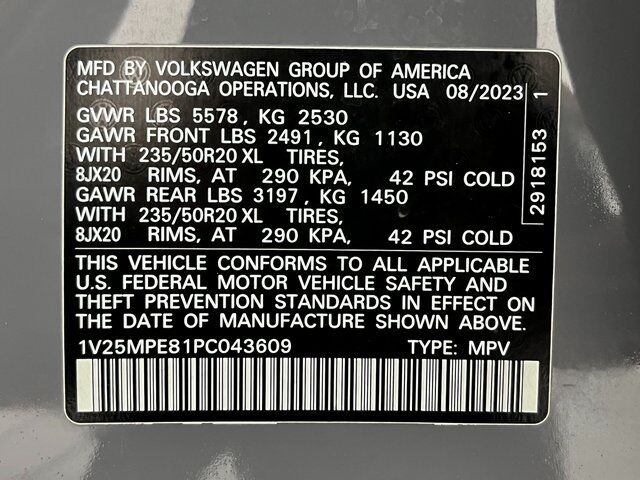 MFD BY VOLKSWAGEN GROUP OF AMERICA
CHATTANOOGA OPERATIONS, LLC. USA 08/2023
GVWR LBS 5578, KG 2530
GAWR FRONT LBS 2491, KG 1130
WITH 235/50R20 XL TIRES,
8JX20 RIMS, AT 290 KPA, 42 PSI COLD
GAWR REAR LBS 3197, KG 1450
WITH 235/50R20 XL TIRES,
8JX20 RIMS, AT 290 KPA, 42 PSI COLD
2918153 1
THIS VEHICLE CONFORMS TO ALL APPLICABLE
U.S. FEDERAL MOTOR VEHICLE SAFETY AND
THEFT PREVENTION STANDARDS IN EFFECT ON
THE DATE OF MANUFACTURE SHOWN ABOVE.
1V25MPE81PC043609 TYPE: MPV